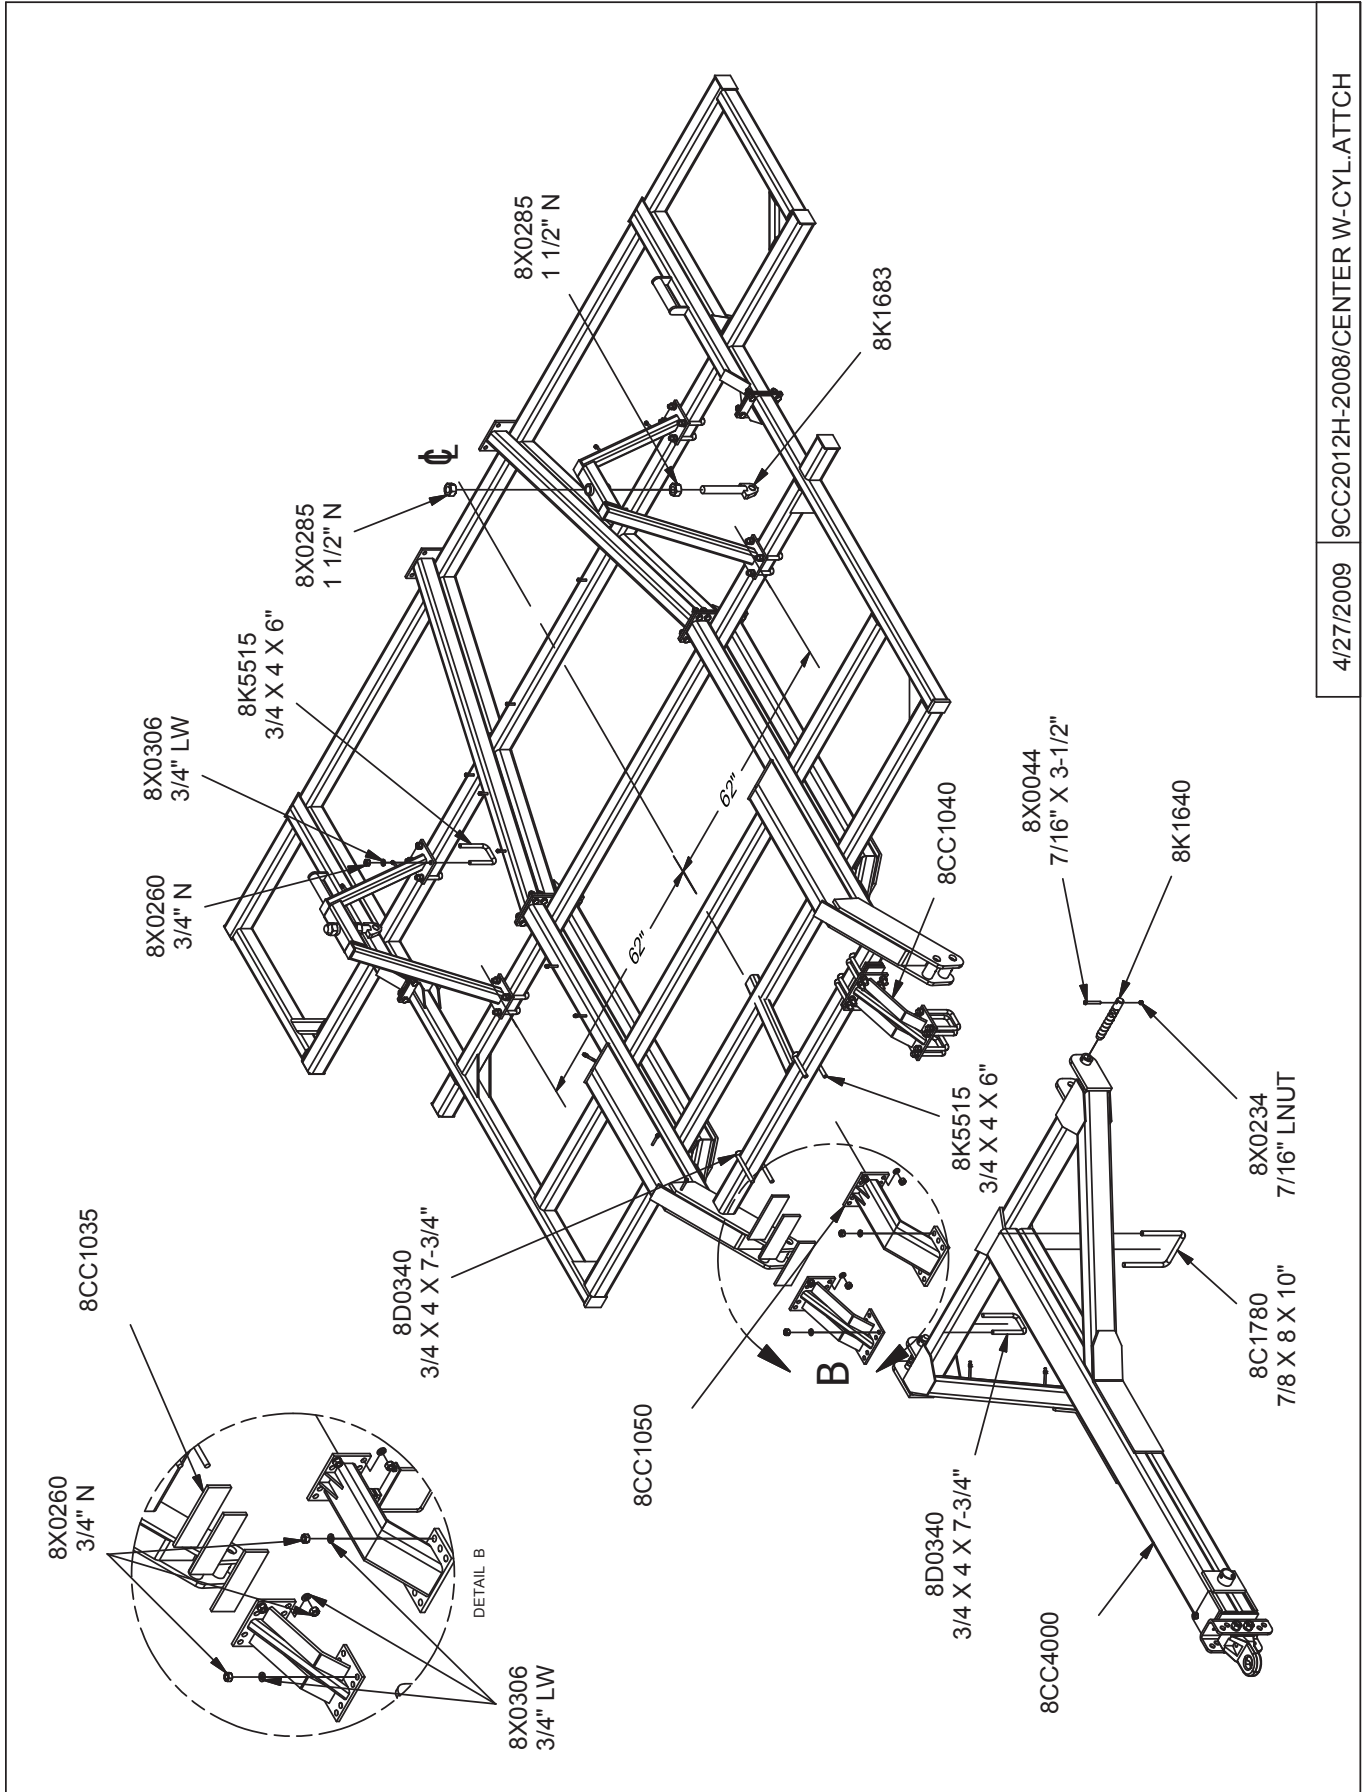 8X0260
3/4" N
8CC1035
DETAIL B
8X0306
3/4" LW
8X0260
3/4" N
8X0306
3/4" LW
8K5515
3/4 X 4 X 6"
8X0285
1 1/2" N
℄
8X0285
1 1/2" N
8K1683
62"
62"
8D0340
3/4 X 4 X 7-3/4"
8CC1050
B
8CC1040
8K5515
3/4 X 4 X 6"
8X0044
7/16" X 3-1/2"
8K1640
8X0234
7/16" LNUT
8C1780
7/8 X 8 X 10"
8D0340
3/4 X 4 X 7-3/4"
8CC4000
4/27/2009
9CC2012H-2008/CENTER W-CYL.ATTCH